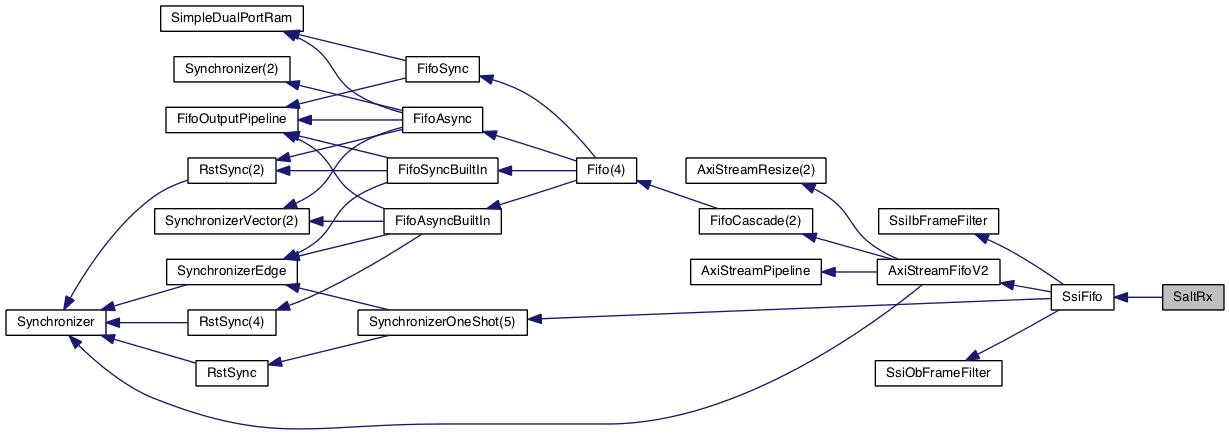 SimpleDualPortRam
Synchronizer(2)
FifoSync
FifoOutputPipeline
FifoAsync
RstSync(2)
FifoSyncBuiltIn
Fifo(4)
AxiStreamResize(2)
SynchronizerVector(2)
FifoAsyncBuiltIn
FifoCascade(2)
SsiIbFrameFilter
SynchronizerEdge
AxiStreamPipeline
AxiStreamFifoV2
SsiFifo
SaltRx
Synchronizer
RstSync(4)
SynchronizerOneShot(5)
RstSync
SsiObFrameFilter